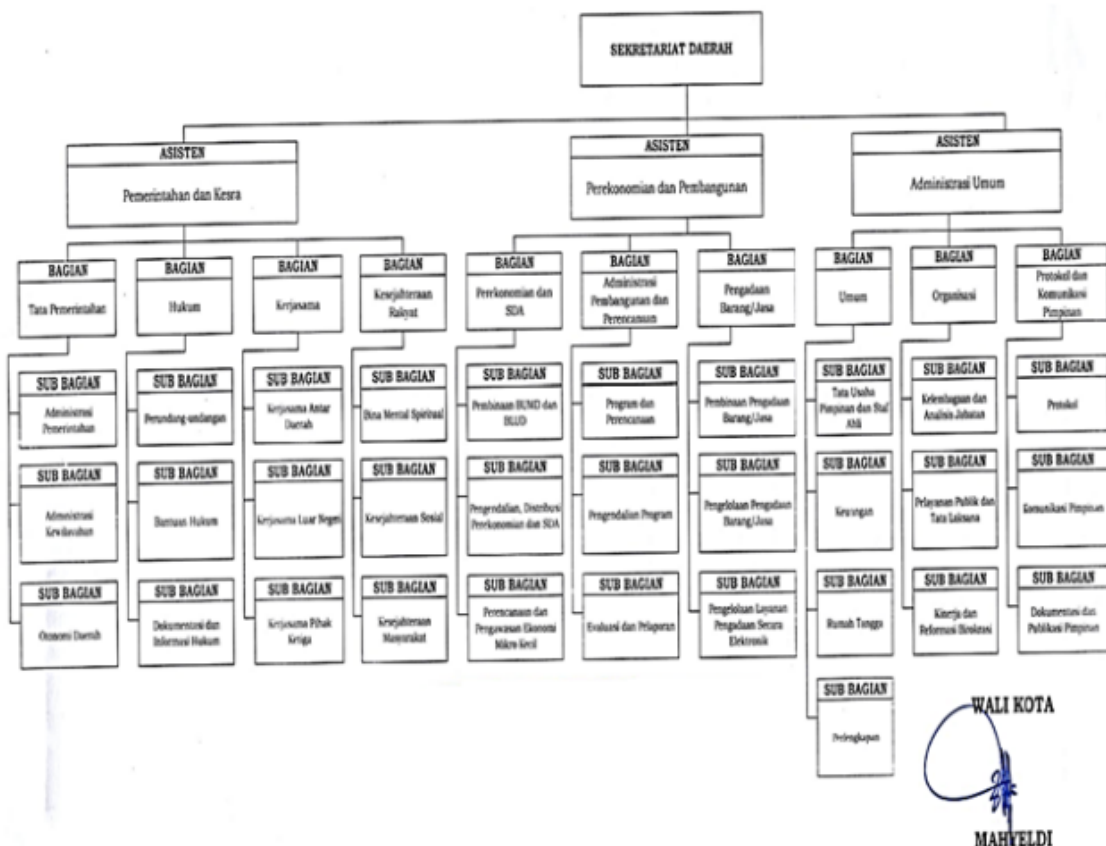 SEKRETARIAT DAERAH
ASISTEN
Pemerintahan dan Kesra
ASISTEN
Perekonomian dan Pembangunan
ASISTEN
Administrasi Umum
BAGIAN
Tata Pemerintahan
BAGIAN
Hukum
BAGIAN
Kerjasama
BAGIAN
Kesejahteraan
Rakyat
BAGIAN
Perekonomian dan
SDA
BAGIAN
Administrasi
Pembangunan dan
Perencanaan
BAGIAN
Pengadaan
Barang/Jasa
BAGIAN
Umum
BAGIAN
Organisasi
BAGIAN
Protokol dan
Komunikasi
Pimpinan
SUB BAGIAN
Administrasi
Pemerintahan
SUB BAGIAN
Perundang-undangan
SUB BAGIAN
Kerjasama Antar
Daerah
SUB BAGIAN
Bina Mental Spiritual
SUB BAGIAN
Pembinaan BUMD dan
BLUD
SUB BAGIAN
Program dan
Perencanaan
SUB BAGIAN
Pembinaan Pengadaan
Barang/Jasa
SUB BAGIAN
Tata Usaha
Pimpinan dan Staf
Ahli
SUB BAGIAN
Kelembagaan dan
Analisis Jabatan
SUB BAGIAN
Protokol
SUB BAGIAN
Administrasi
Kewilayahan
SUB BAGIAN
Bantuan Hukum
SUB BAGIAN
Kerjasama Luar Negeri
SUB BAGIAN
Kesejahteraan Sosial
SUB BAGIAN
Pengendalian, Distribusi
Perekonomian dan SDA
SUB BAGIAN
Pengendalian Program
SUB BAGIAN
Pengelolaan Pengadaan
Barang/Jasa
SUB BAGIAN
Keuangan
SUB BAGIAN
Pelayanan Publik dan
Tata Laksana
SUB BAGIAN
Komunikasi Pimpinan
SUB BAGIAN
Otonomi Daerah
SUB BAGIAN
Dokumentasi dan
Informasi Hukum
SUB BAGIAN
Kerjasama Pihak
Ketiga
SUB BAGIAN
Kesejahteraan
Masyarakat
SUB BAGIAN
Perencanaan dan
Pengawasan Ekonomi
Mikro Kecil
SUB BAGIAN
Evaluasi dan Pelaporan
SUB BAGIAN
Pengelolaan Layanan
Pengadaan Secara
Elektronik
SUB BAGIAN
Rumah Tangga
SUB BAGIAN
Kinerja dan
Reformasi Birokrasi
SUB BAGIAN
Dokumentasi dan
Publikasi Pimpinan
SUB BAGIAN
Perlengkapan
WALI KOTA
MAHYELDI